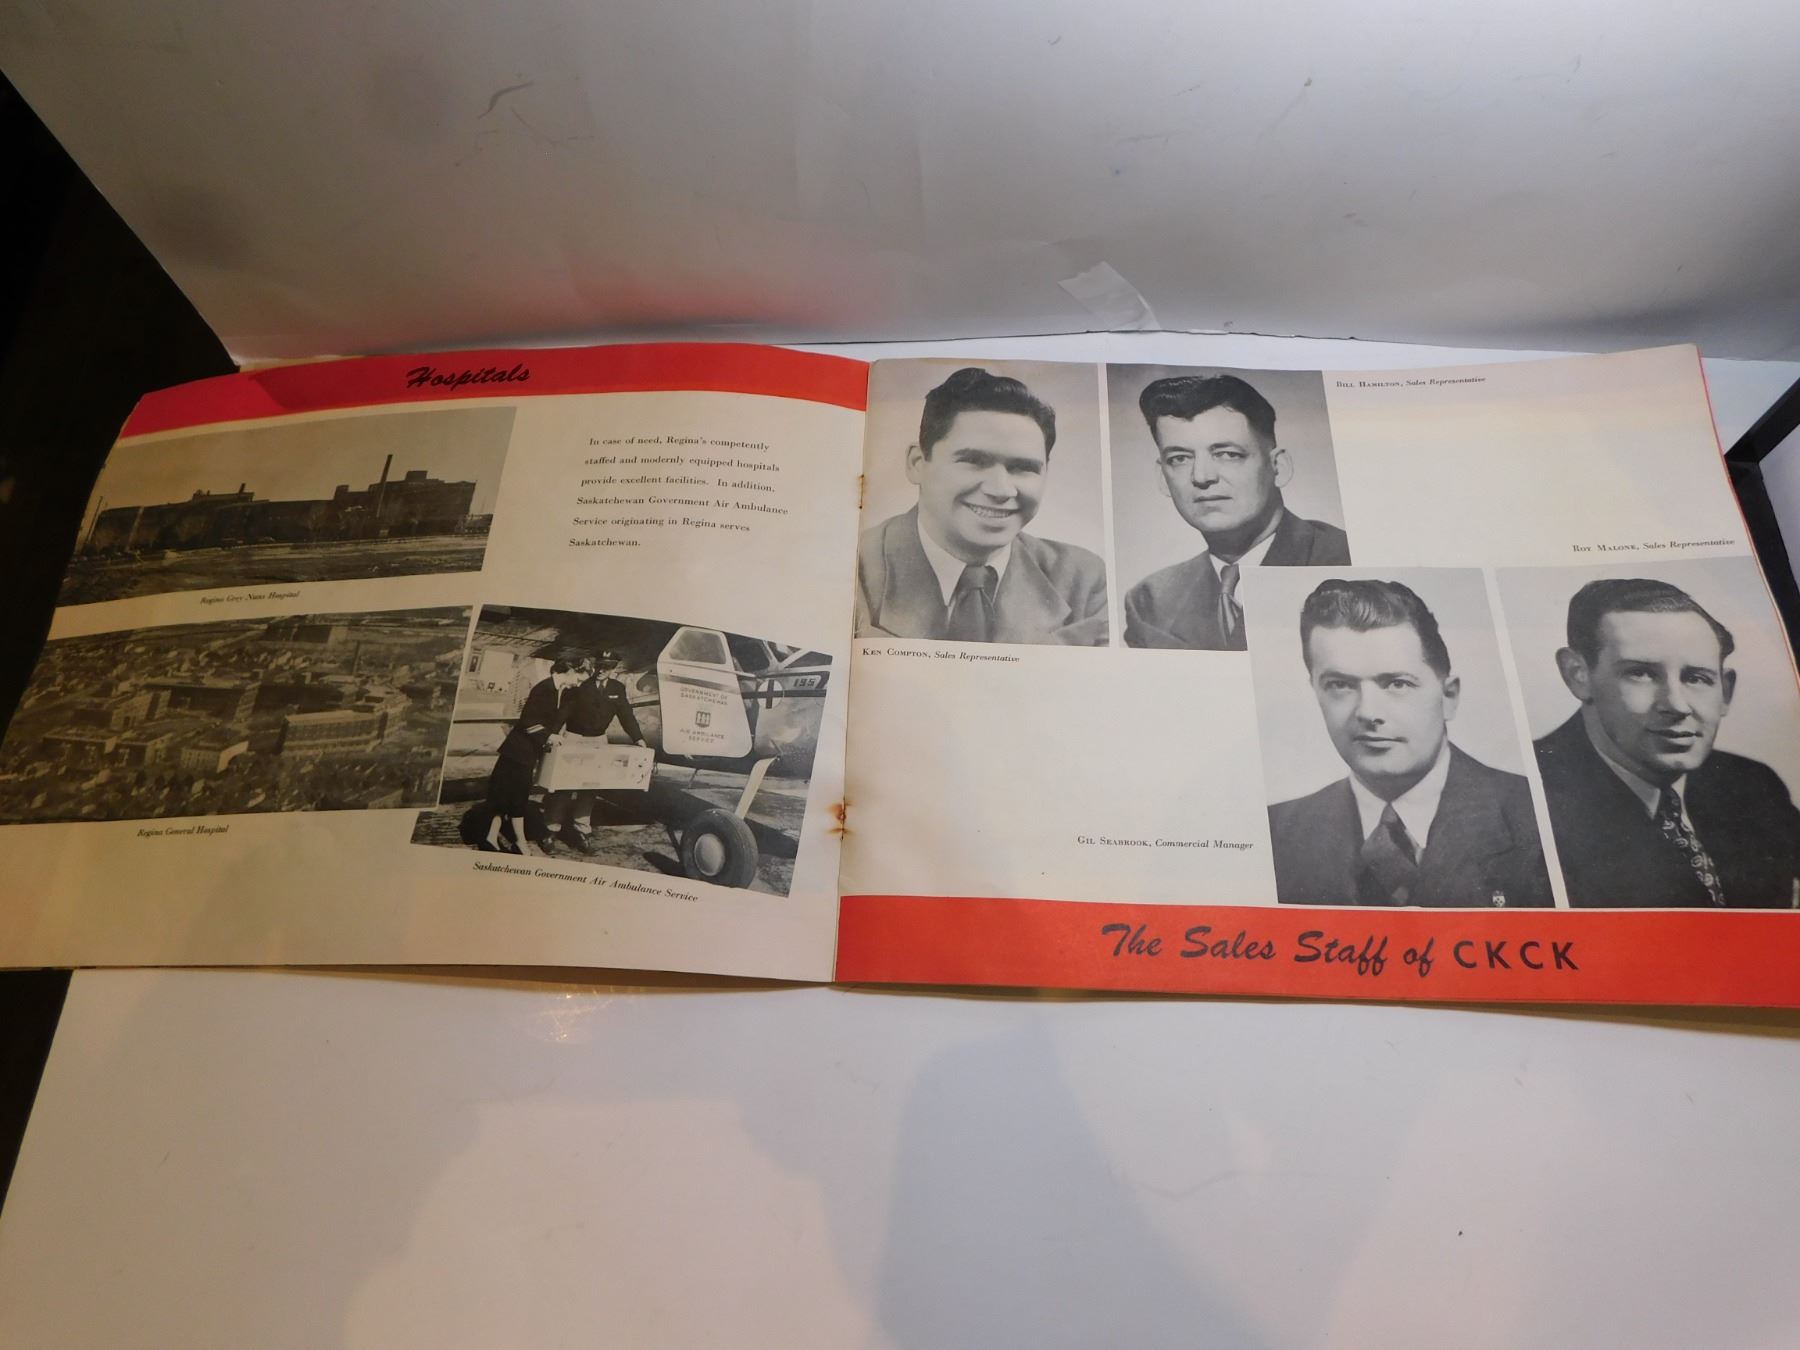 Hospitals
In case of need, Regina's competently
staffed and modernly equipped hospitals
provide excellent facilities. In addition,
Saskatchewan Government Air Ambulance
Service originating in Regina serves
Saskatchewan.
Regina Grey Nuns Hospital
Regina General Hospital
GOVERNMENT OF
SASKATCHEWAN
AIR AMBULANCE
SERVICE
195
Saskatchewan Government Air Ambulance Service
BILL HAMILTON, Sales Representative
ROY MALONE, Sales Representative
KEN COMPTON, Sales Representative
GIL SEABROOK, Commercial Manager
The Sales Staff of CKCK